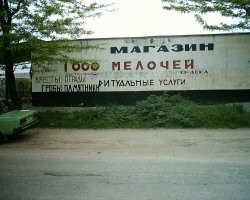 МАГАЗИН
1000 МЕЛОЧЕЙ
КРЕСТЫ, ОГРАДЫ
ГРОБЫ ПАМЯТНИКИ РИТУАЛЬНЫЕ УСЛУГИ